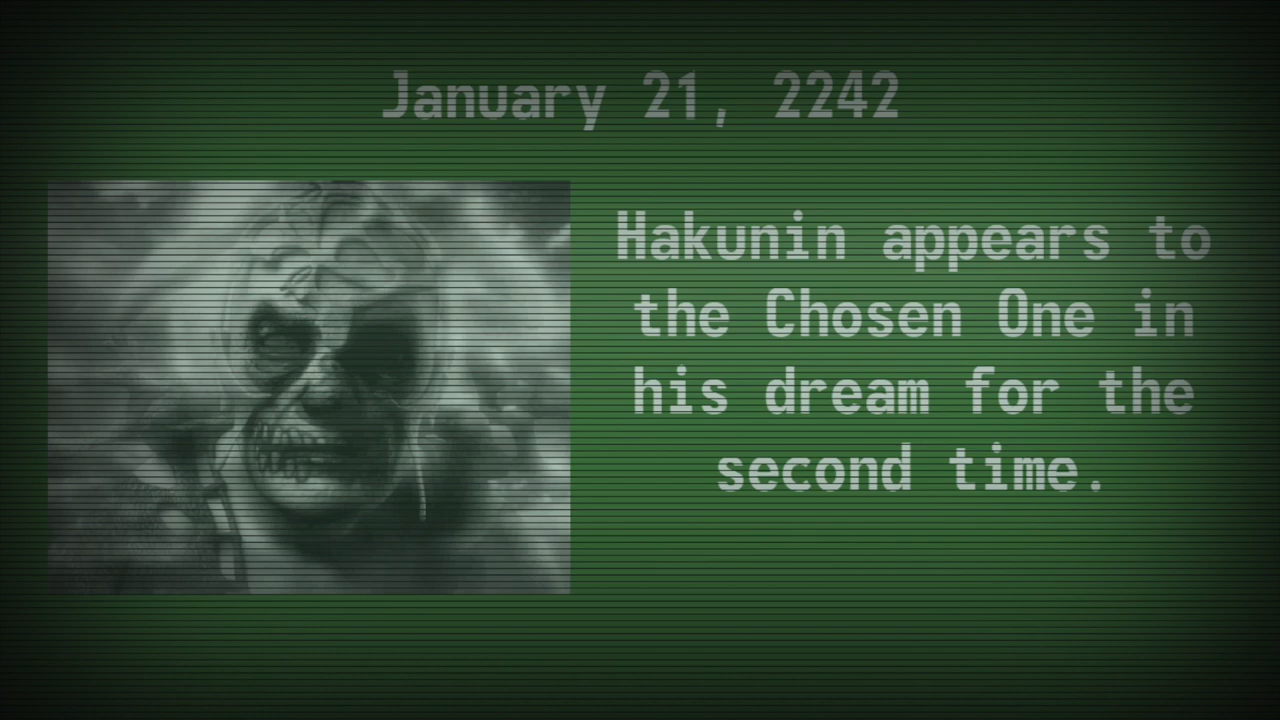 January 21, 2242
Hakunin appears to
the Chosen One in
his dream for the
second time.